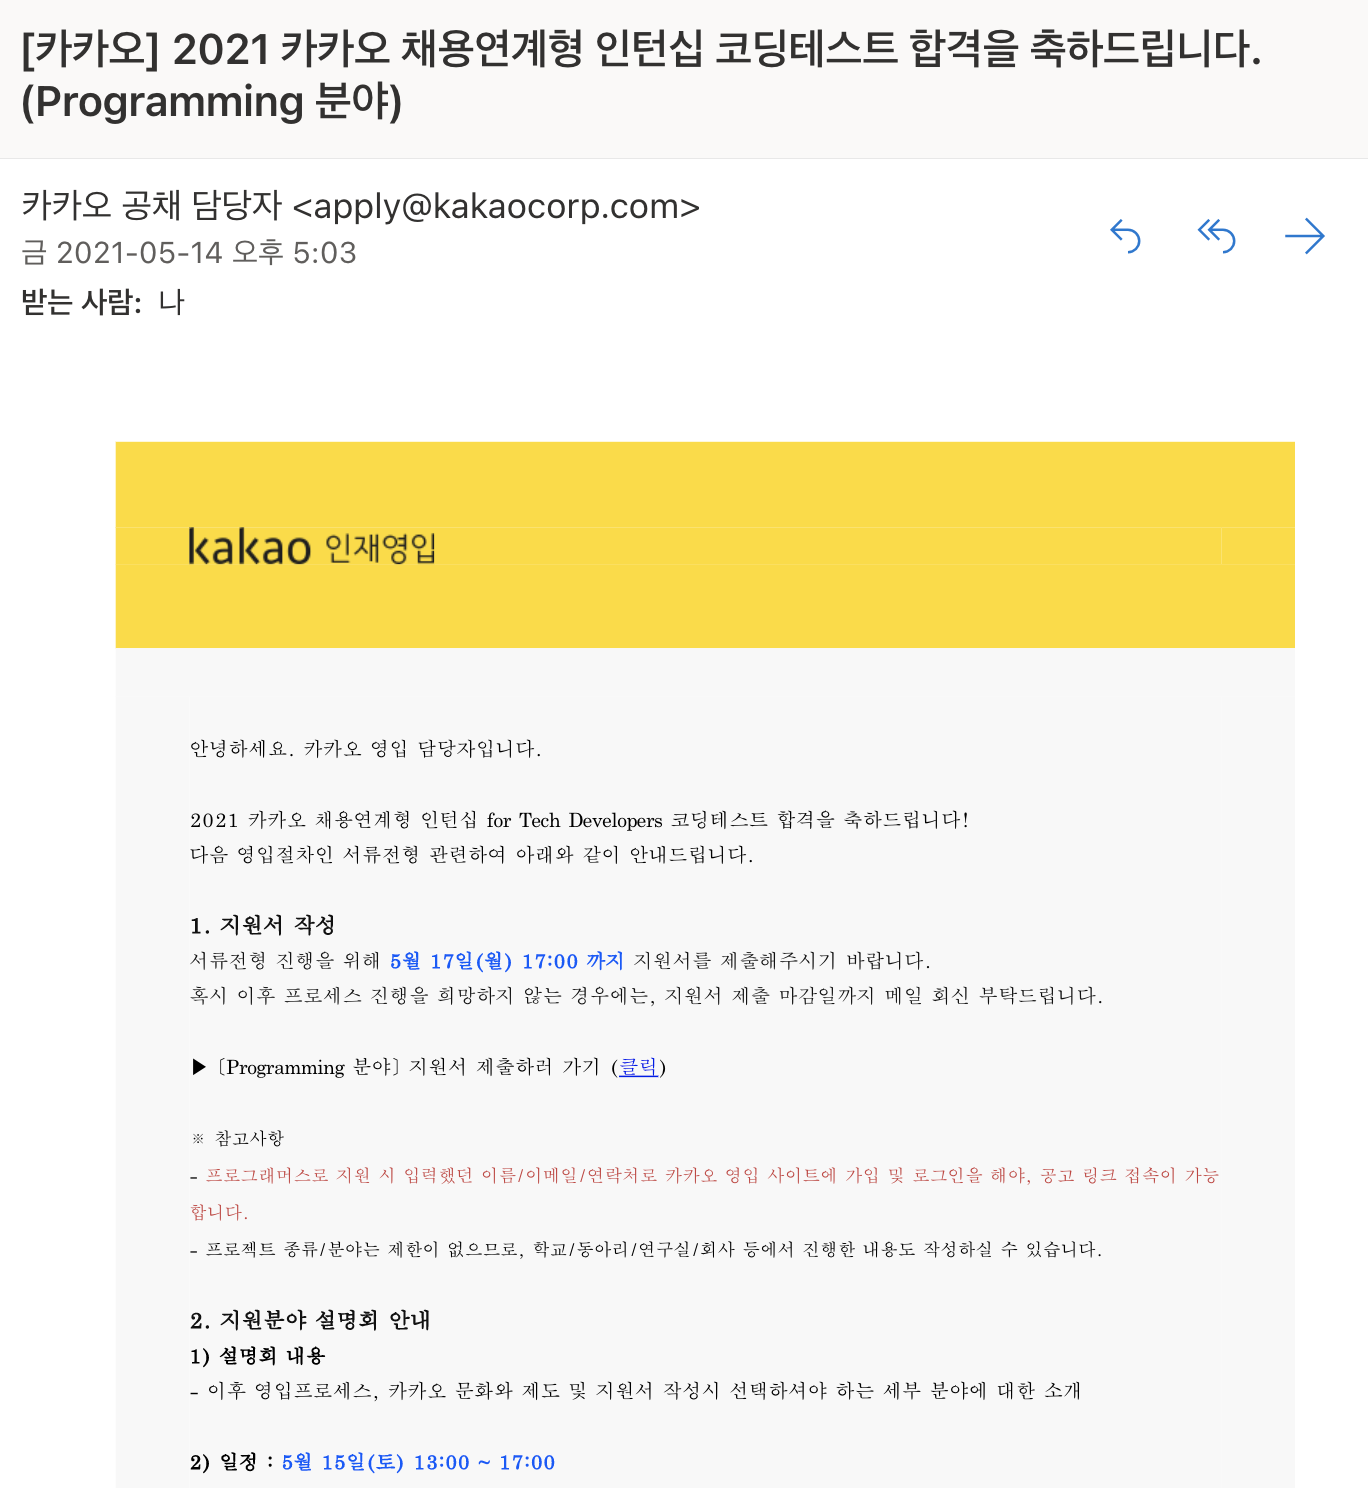 [카카오] 2021 카카오 채용연계형 인턴십 코딩테스트 합격을 축하드립니다.
(Programming 분야)
카카오 공채 담당자 <apply@kakaocorp.com>
금 2021-05-14 오후 5:03
받는 사람: 나
kakao 인재영입
안녕하세요. 카카오 영입 담당자입니다.
2021 카카오 채용연계형 인턴십 for Tech Developers 코딩테스트 합격을 축하드립니다!
다음 영입절차인 서류전형 관련하여 아래와 같이 안내드립니다.
1. 지원서 작성
서류전형 진행을 위해 5월 17일(월) 17:00 까지 지원서를 제출해주시기 바랍니다.
혹시 이후 프로세스 진행을 희망하지 않는 경우에는, 지원서 제출 마감일까지 메일 회신 부탁드립니다.
▶ [Programming 분야] 지원서 제출하러 가기 (클릭)
※ 참고사항
- 프로그래머스로 지원 시 입력했던 이름/이메일/연락처로 카카오 영입 사이트에 가입 및 로그인을 해야, 공고 링크 접속이 가능
합니다.
- 프로젝트 종류/분야는 제한이 없으므로, 학교/동아리/연구실/회사 등에서 진행한 내용도 작성하실 수 있습니다.
2. 지원분야 설명회 안내
1) 설명회 내용
- 이후 영입프로세스, 카카오 문화와 제도 및 지원서 작성시 선택하셔야 하는 세부 분야에 대한 소개
2) 일정 : 5월 15일(토) 13:00 ~ 17:00